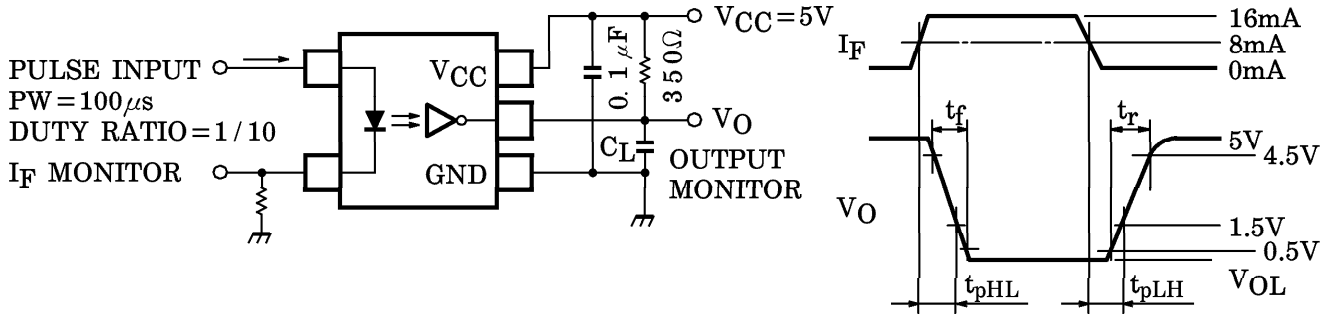 PULSE INPUT
PW=100μs
DUTY RATIO=1/10
IF MONITOR
VCC
GND
0.1μF
350Ω
CL
VCC=5V
VO
OUTPUT
MONITOR
IF
16mA
8mA
0mA
tf
tr
5V
4.5V
VO
1.5V
0.5V
VOL
tpHL
tpLH